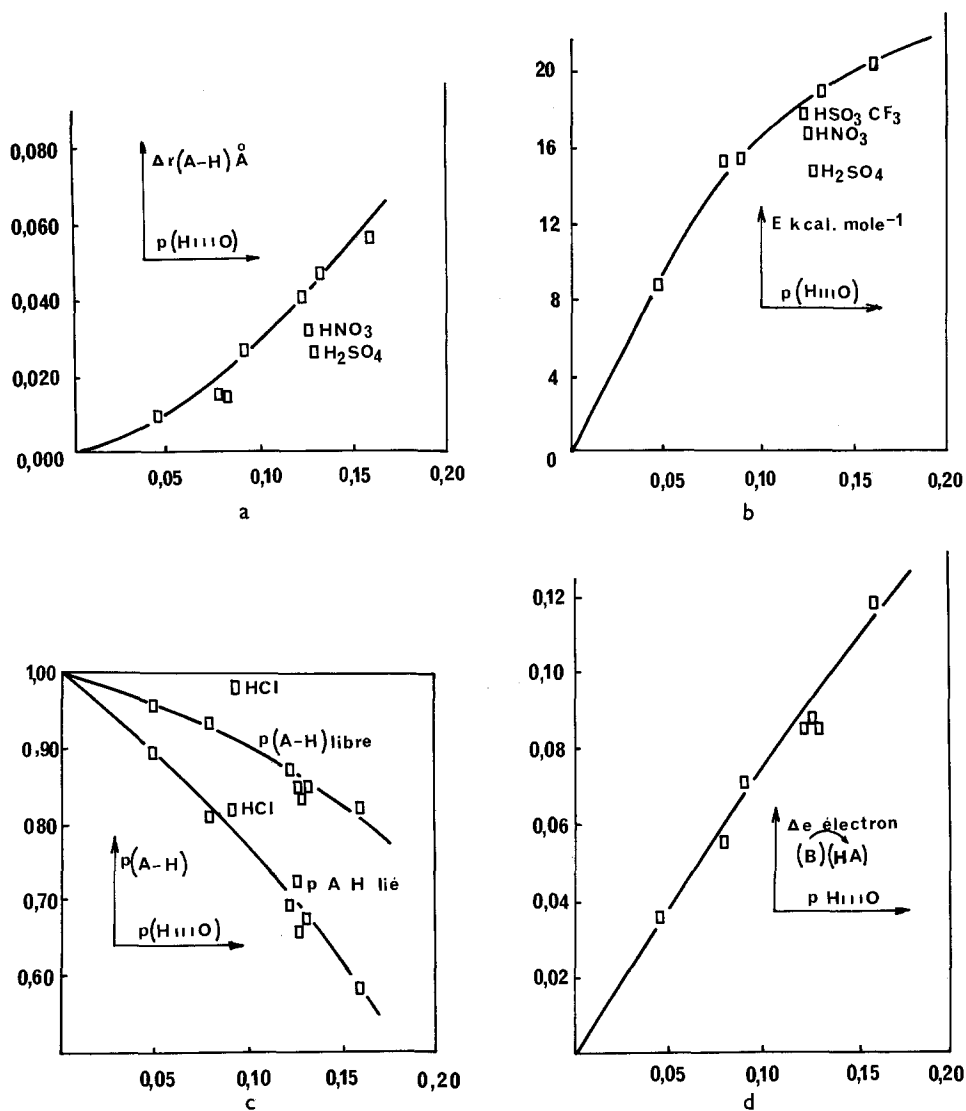 0,080
0,060
0,040
0,020
0,000
Δr(A-H) Å
p(HıııO)
HNO3
H2SO4
0,05
0,10
0,15
0,20
a
20
16
12
8
4
0
HSO3 CF3
HNO3
H2SO4
E kcal. mole⁻¹
p(HıııO)
0,05
0,10
0,15
0,20
b
1,00
0,90
0,80
0,70
0,60
HCl
p(A-H) libre
HCl
p(A-H)
p A H lié
p(HıııO)
0,05
0,10
0,15
0,20
c
0,12
0,10
0,08
0,06
0,04
0,02
Δe électron
(B)(HA)
p HıııO
0,05
0,10
0,15
0,20
d